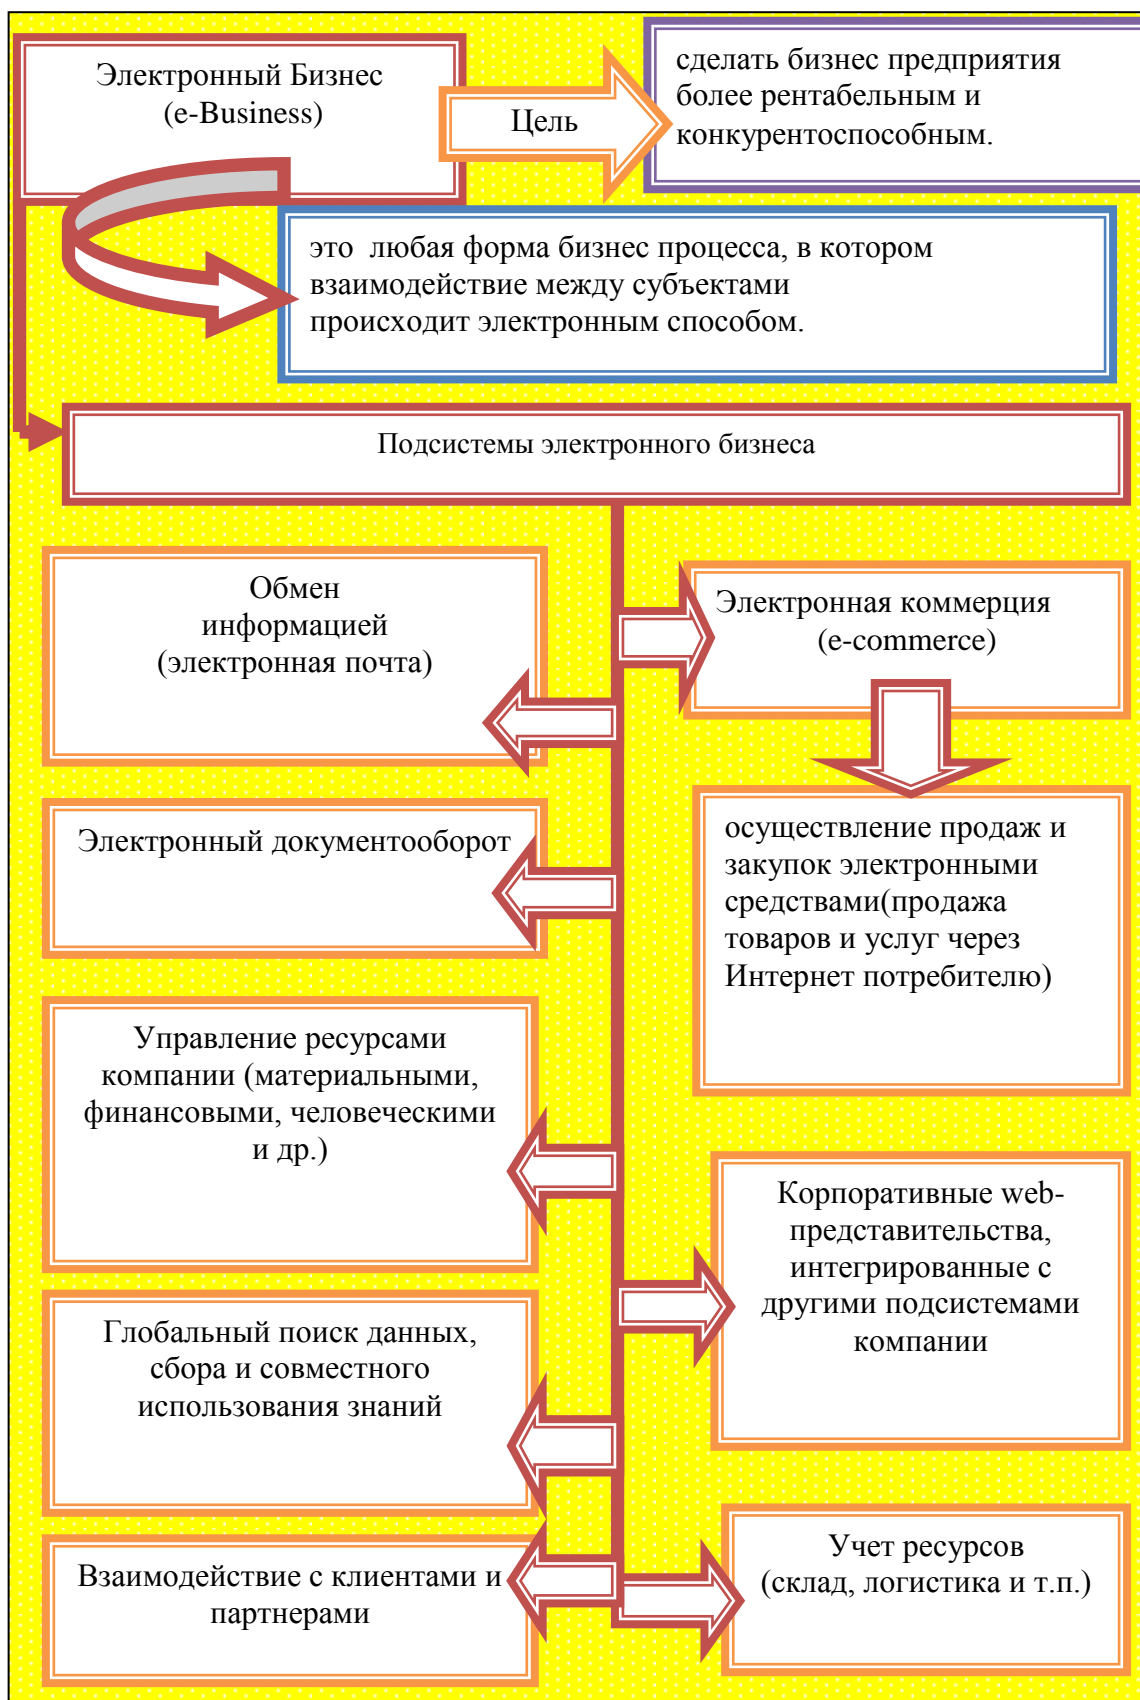 Электронный Бизнес
(e-Business)
Цель
сделать бизнес предприятия
более рентабельным и
конкурентоспособным.
это любая форма бизнес процесса, в котором
взаимодействие между субъектами
происходит электронным способом.
Подсистемы электронного бизнеса
Обмен
информацией
(электронная почта)
Электронная коммерция
(e-commerce)
Электронный документооборот
осуществление продаж и
закупок электронными
средствами(продажа
товаров и услуг через
Интернет потребителю)
Управление ресурсами
компании (материальными,
финансовыми, человеческими
и др.)
Корпоративные web-
представительства,
интегрированные с
другими подсистемами
компании
Глобальный поиск данных,
сбора и совместного
использования знаний
Взаимодействие с клиентами и
партнерами
Учет ресурсов
(склад, логистика и т.п.)